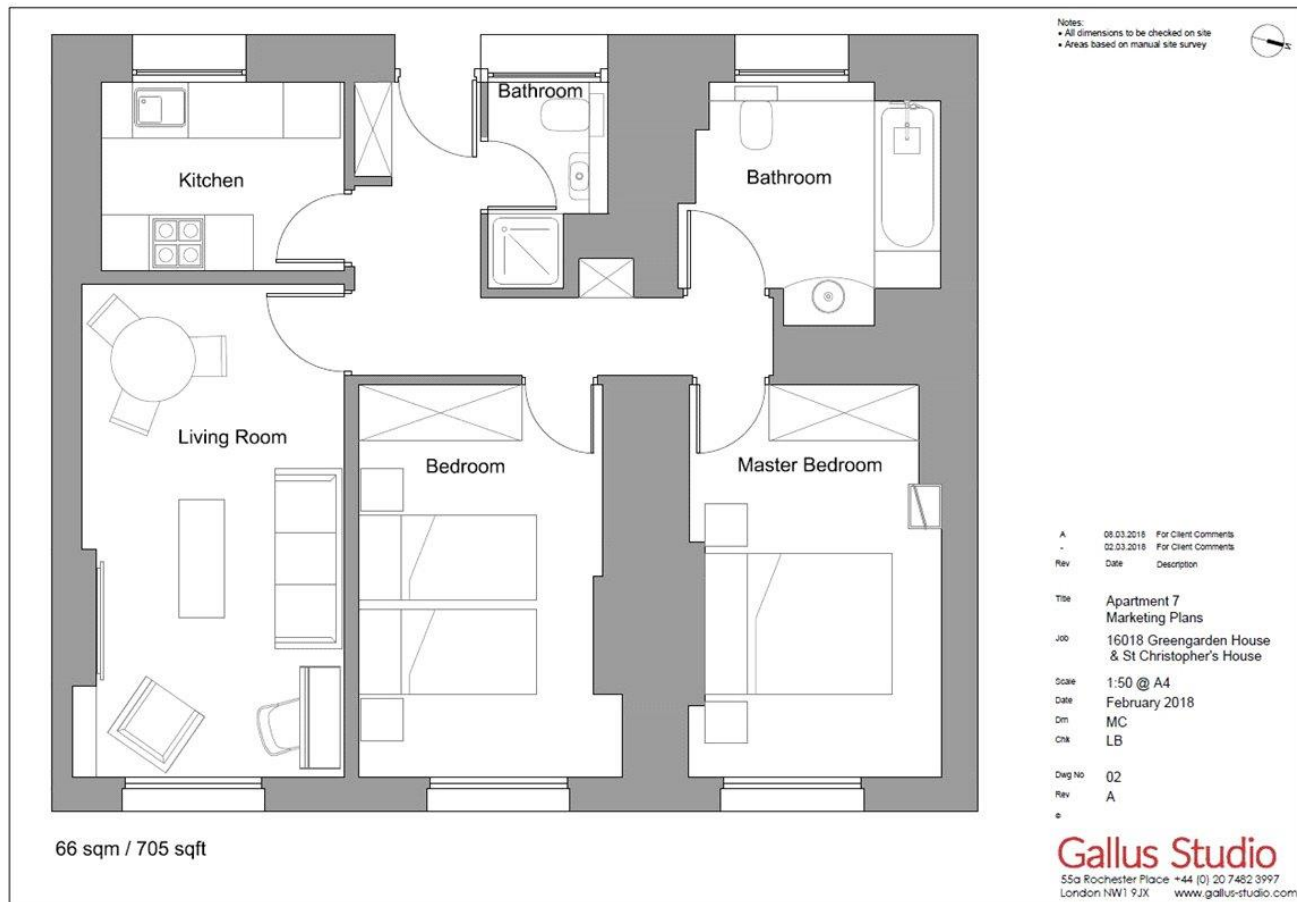 Notes:
• All dimensions to be checked on site
• Areas based on manual site survey
N
Bathroom
Kitchen
Bathroom
Living Room
Bedroom
Master Bedroom
A 08.03.2018 For Client Comments
- 02.03.2018 For Client Comments
Rev Date Description
Title Apartment 7
Marketing Plans
Job 16018 Greengarden House
& St Christopher's House
Scale 1:50 @ A4
Date February 2018
Drn MC
Chk LB
Dwg No 02
Rev A
©
66 sqm / 705 sqft
Gallus Studio
55a Rochester Place +44 (0) 20 7482 3997
London NW1 9JX www.gallus-studio.com